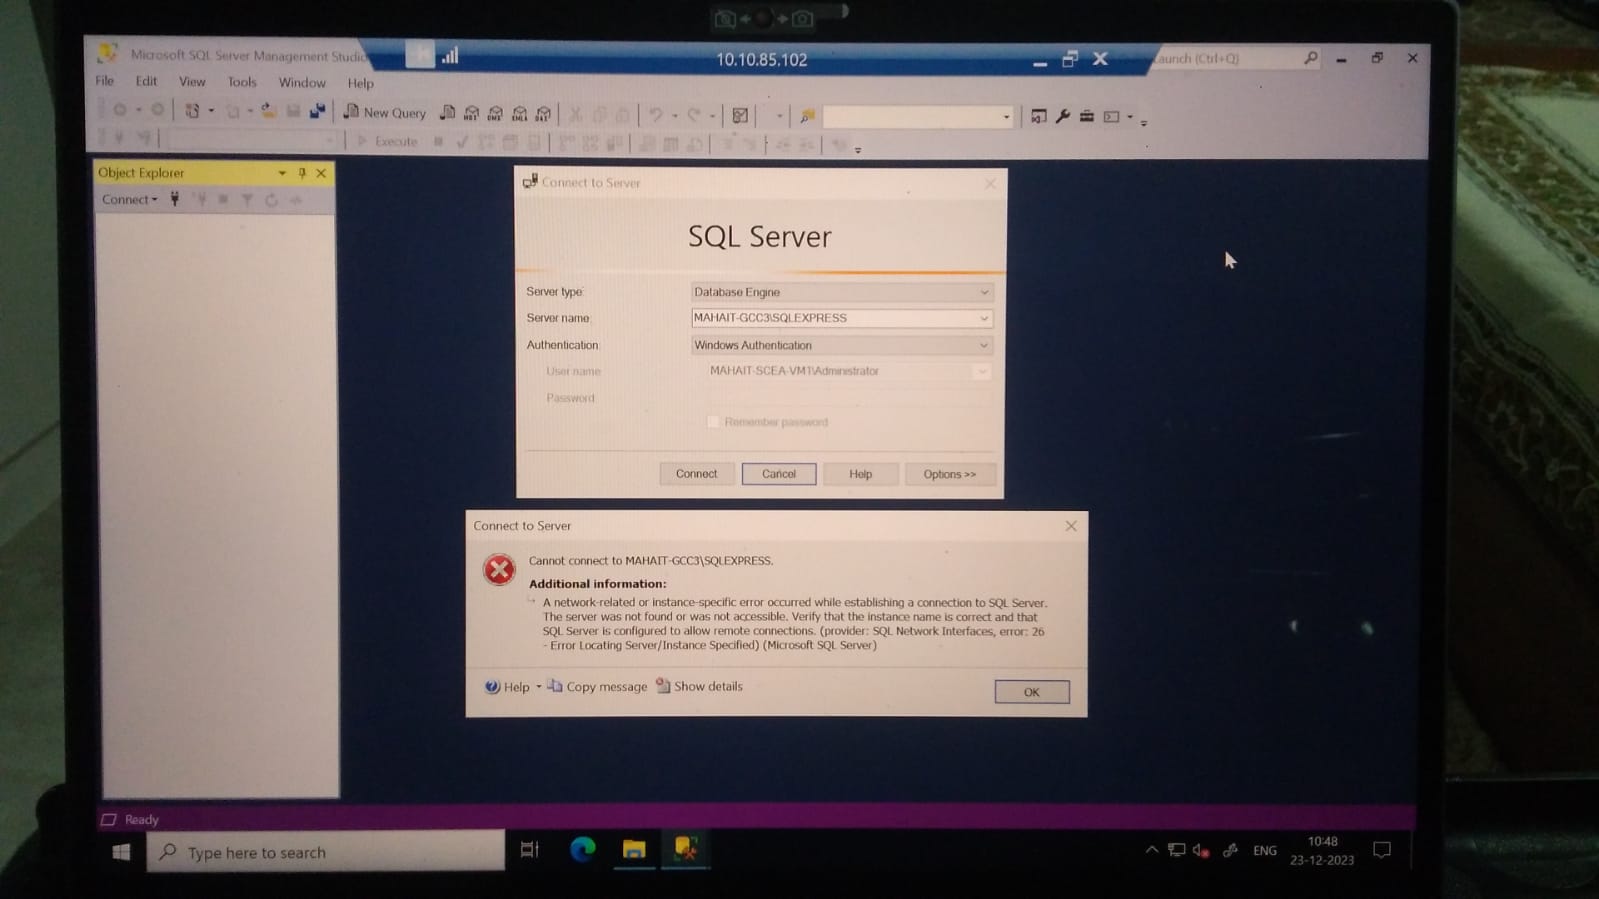 Microsoft SQL Server Management Studio
10.10.85.102
Launch (Ctrl+Q)
File Edit View Tools Window Help
New Query
Execute
Object Explorer
Connect
Connect to Server
SQL Server
Server type:
Database Engine
Server name:
MAHAIT-GCC3\SQLEXPRESS
Authentication:
Windows Authentication
User name:
MAHAIT-SCEA-VM1\Administrator
Password:
Remember password
Connect
Cancel
Help
Options >>
Connect to Server
Cannot connect to MAHAIT-GCC3\SQLEXPRESS.
Additional information:
A network-related or instance-specific error occurred while establishing a connection to SQL Server.
The server was not found or was not accessible. Verify that the instance name is correct and that
SQL Server is configured to allow remote connections. (provider: SQL Network Interfaces, error: 26
- Error Locating Server/Instance Specified) (Microsoft SQL Server)
Help
Copy message
Show details
OK
Ready
Type here to search
ENG
10:48
23-12-2023